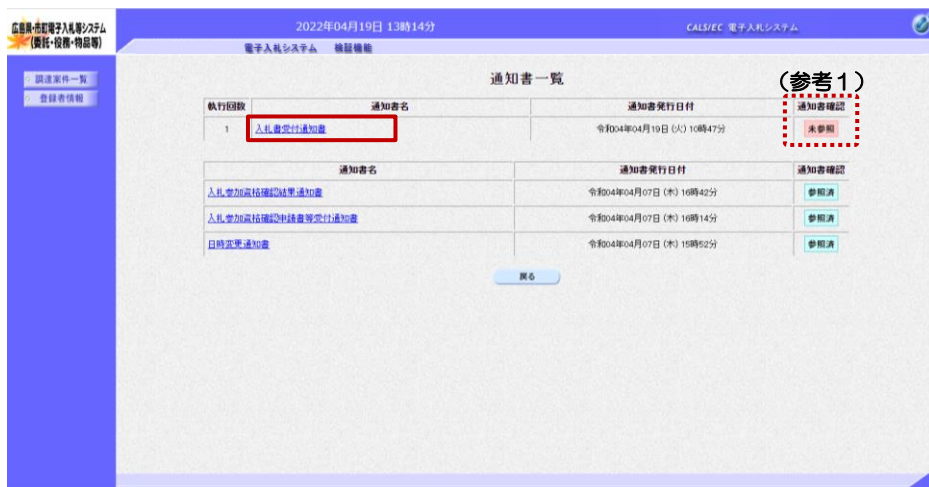 広島県・市町電子入札等システム
(委託・役務・物品等)
2022年04月19日 13時14分
CALS/EC 電子入札システム
電子入札システム 検証機能
調達案件一覧
登録者情報
通知書一覧
(参考1)
執行回数 通知書名 通知書発行日付 通知書確認
1 入札書受付通知書 令和04年04月19日 (火) 10時47分 未参照
通知書名 通知書発行日付 通知書確認
入札参加資格確認結果通知書 令和04年04月07日 (木) 16時42分 参照済
入札参加資格確認申請書等受付通知書 令和04年04月07日 (木) 16時14分 参照済
日時変更通知書 令和04年04月07日 (木) 15時52分 参照済
戻る